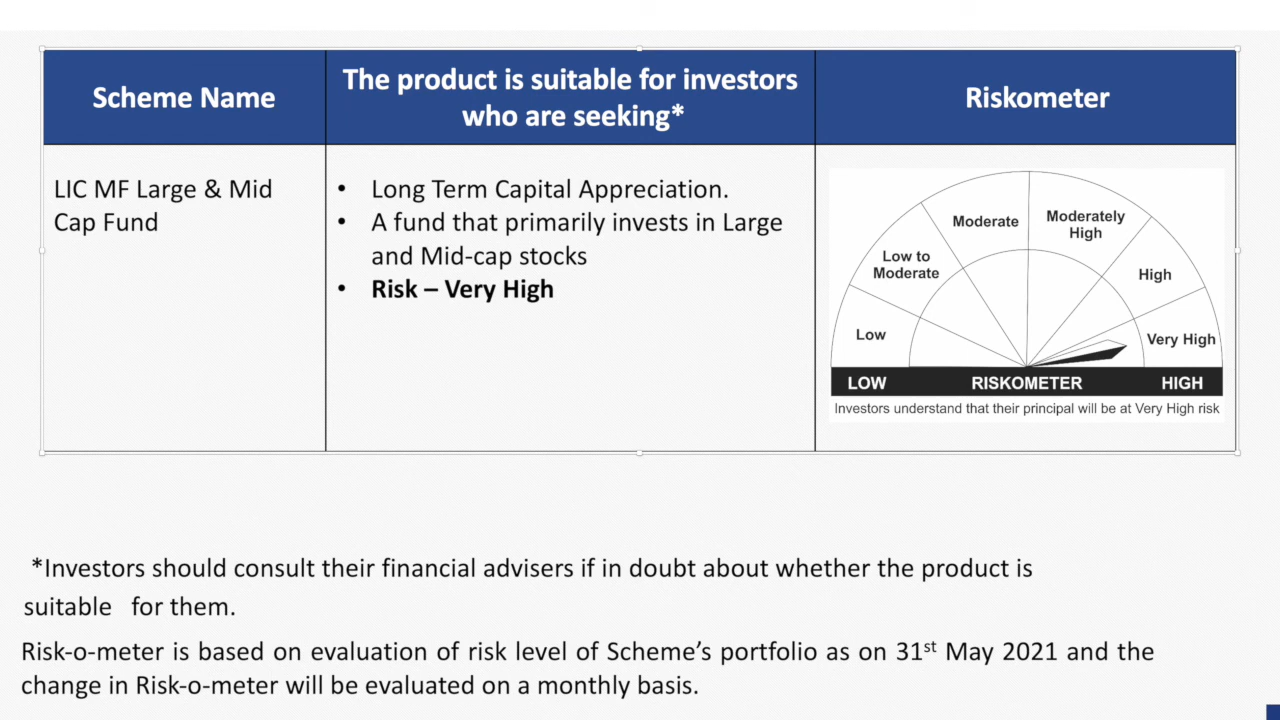 Scheme Name
The product is suitable for investors
who are seeking*
Riskometer
LIC MF Large & Mid
Cap Fund
• Long Term Capital Appreciation.
• A fund that primarily invests in Large
and Mid-cap stocks
• Risk – Very High
Moderate
Moderately
High
Low to
Moderate
High
Low
Very High
LOW RISKOMETER HIGH
Investors understand that their principal will be at Very High risk
*Investors should consult their financial advisers if in doubt about whether the product is
suitable for them.
Risk-o-meter is based on evaluation of risk level of Scheme’s portfolio as on 31st May 2021 and the
change in Risk-o-meter will be evaluated on a monthly basis.